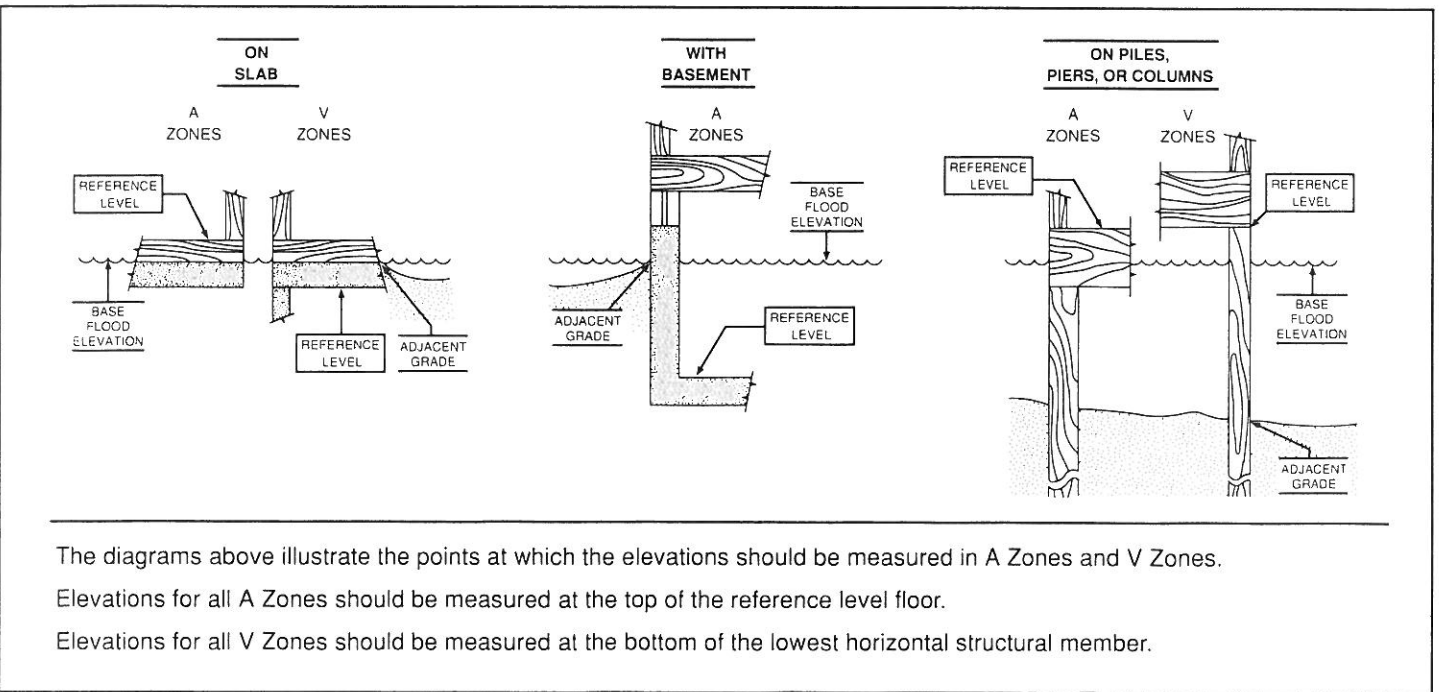 ON
SLAB
A
ZONES
V
ZONES
REFERENCE
LEVEL
BASE
FLOOD
ELEVATION
REFERENCE
LEVEL
ADJACENT
GRADE
WITH
BASEMENT
A
ZONES
BASE
FLOOD
ELEVATION
ADJACENT
GRADE
REFERENCE
LEVEL
ON PILES,
PIERS, OR COLUMNS
A
ZONES
V
ZONES
REFERENCE
LEVEL
REFERENCE
LEVEL
BASE
FLOOD
ELEVATION
ADJACENT
GRADE
The diagrams above illustrate the points at which the elevations should be measured in A Zones and V Zones.
Elevations for all A Zones should be measured at the top of the reference level floor.
Elevations for all V Zones should be measured at the bottom of the lowest horizontal structural member.